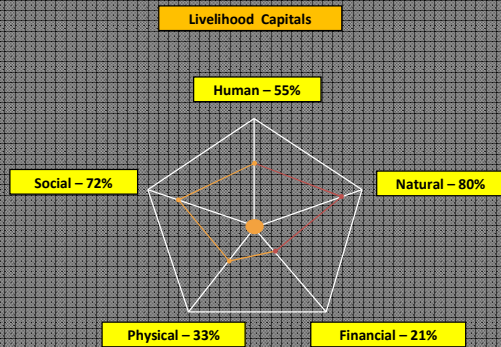 Livelihood Capitals
Human – 55%
Social – 72%
Natural – 80%
Physical – 33%
Financial – 21%